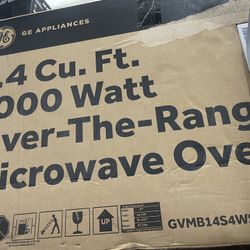 GE APPLIANCES
.4 Cu. Ft.
000 Watt
ver-The-Rang
icrowave Ove
UP
GVMB14S4W